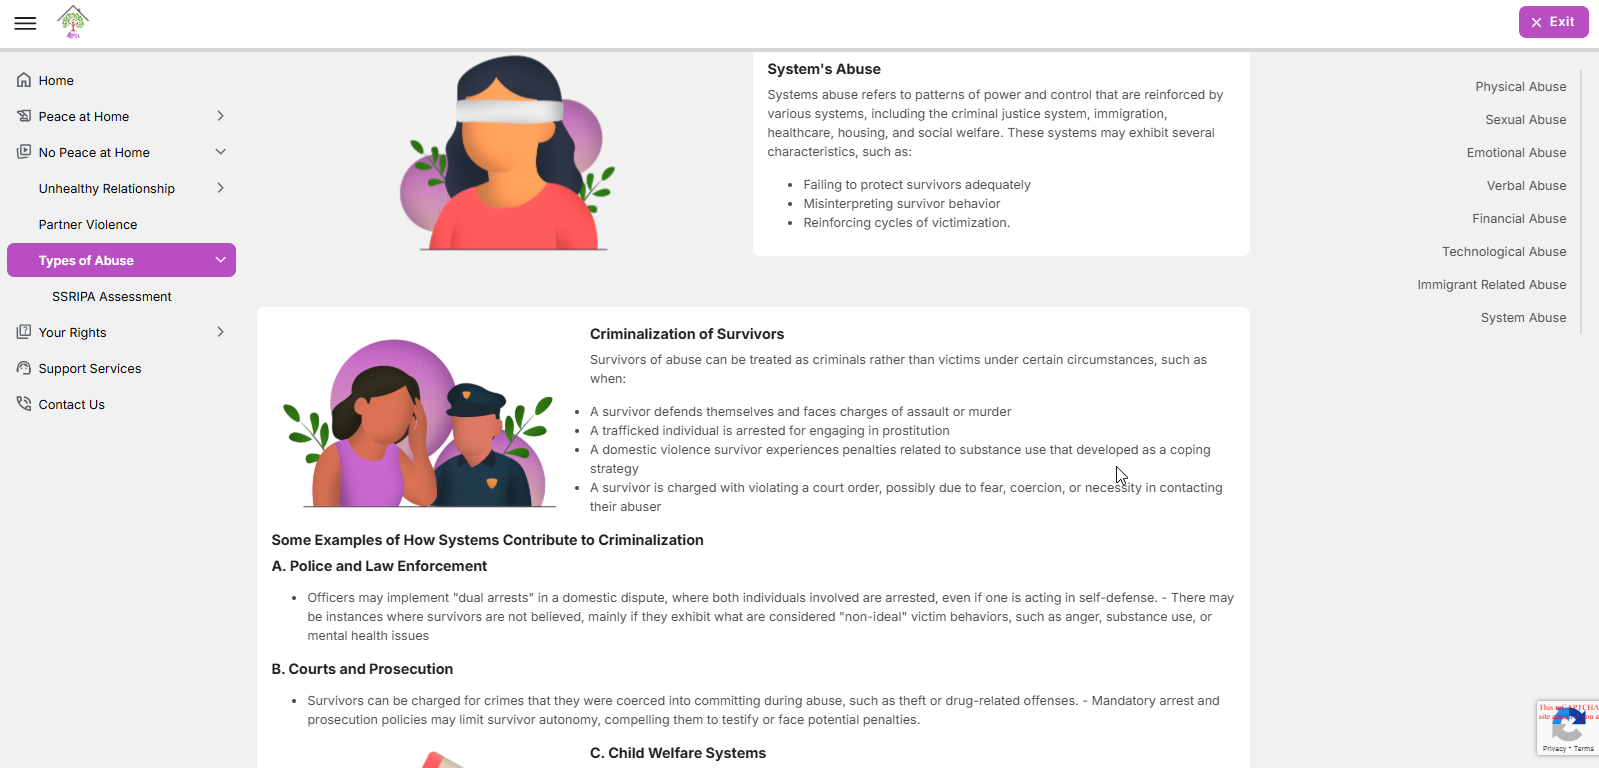 Exit
Home
Peace at Home
No Peace at Home
Unhealthy Relationship
Partner Violence
Types of Abuse
SSRIPA Assessment
Your Rights
Support Services
Contact Us
System's Abuse
Systems abuse refers to patterns of power and control that are reinforced by
various systems, including the criminal justice system, immigration,
healthcare, housing, and social welfare. These systems may exhibit several
characteristics, such as:
• Failing to protect survivors adequately
• Misinterpreting survivor behavior
• Reinforcing cycles of victimization.
Physical Abuse
Sexual Abuse
Emotional Abuse
Verbal Abuse
Financial Abuse
Technological Abuse
Immigrant Related Abuse
System Abuse
Criminalization of Survivors
Survivors of abuse can be treated as criminals rather than victims under certain circumstances, such as
when:
• A survivor defends themselves and faces charges of assault or murder
• A trafficked individual is arrested for engaging in prostitution
• A domestic violence survivor experiences penalties related to substance use that developed as a coping
strategy
• A survivor is charged with violating a court order, possibly due to fear, coercion, or necessity in contacting
their abuser
Some Examples of How Systems Contribute to Criminalization
A. Police and Law Enforcement
• Officers may implement "dual arrests" in a domestic dispute, where both individuals involved are arrested, even if one is acting in self-defense. - There may
be instances where survivors are not believed, mainly if they exhibit what are considered "non-ideal" victim behaviors, such as anger, substance use, or
mental health issues
B. Courts and Prosecution
• Survivors can be charged for crimes that they were coerced into committing during abuse, such as theft or drug-related offenses. - Mandatory arrest and
prosecution policies may limit survivor autonomy, compelling them to testify or face potential penalties.
C. Child Welfare Systems
This
site
Privacy - Terms